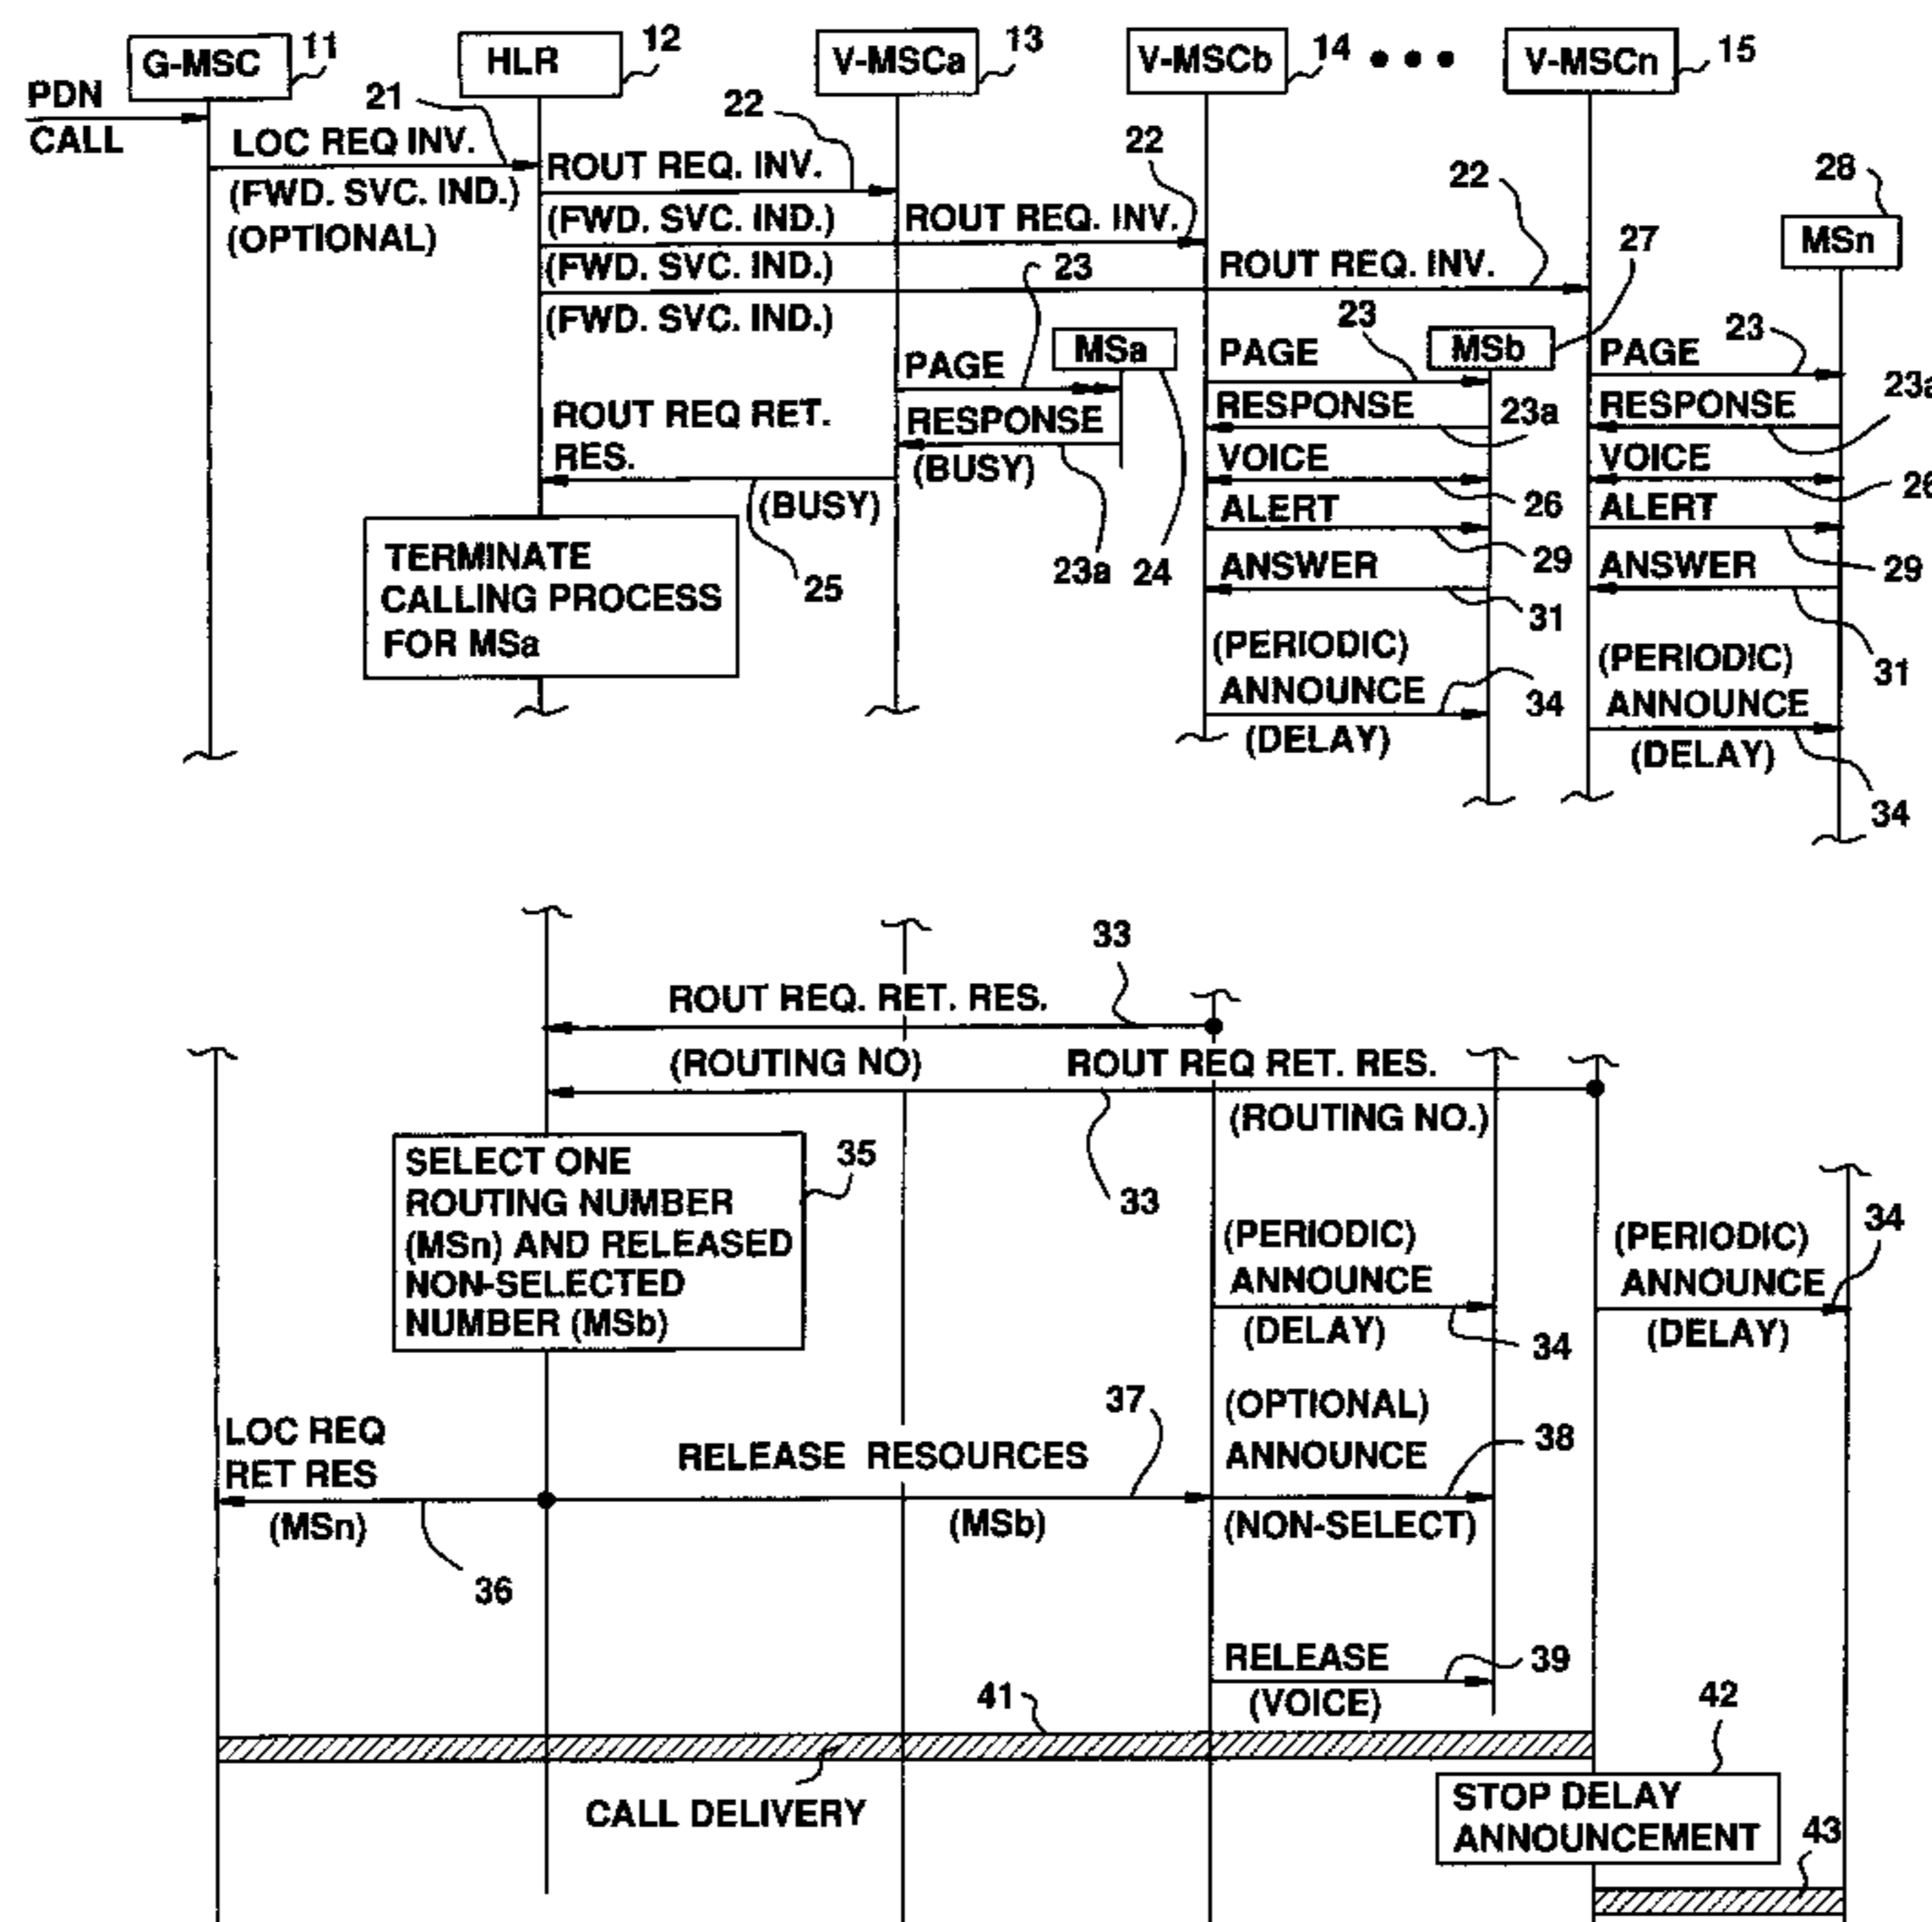 G-MSC 11
HLR 12
V-MSCa 13
V-MSCb 14
V-MSCn 15
PDN
CALL
21
LOC REQ INV.
(FWD. SVC. IND.)
(OPTIONAL)
22
ROUT REQ. INV.
(FWD. SVC. IND.)
22
ROUT REQ. INV.
(FWD. SVC. IND.)
22
ROUT REQ. INV.
(FWD. SVC. IND.)
28
MSn
27
23
MSa
PAGE
RESPONSE
(BUSY)
23a 24
ROUT REQ RET.
RES.
(BUSY)
25
TERMINATE
CALLING PROCESS
FOR MSa
23
MSb
PAGE
RESPONSE 23a
VOICE
26
ALERT
29
ANSWER
31
(PERIODIC)
ANNOUNCE 34
(DELAY)
23
PAGE
23a
RESPONSE
VOICE
26
ALERT
29
ANSWER
31
(PERIODIC)
ANNOUNCE
(DELAY)
34
33
ROUT REQ. RET. RES.
(ROUTING NO)
ROUT REQ RET. RES.
(ROUTING NO.)
33
SELECT ONE
ROUTING NUMBER
(MSn) AND RELEASED
NON-SELECTED
NUMBER (MSb)
35
(PERIODIC)
ANNOUNCE
(DELAY) 34
(PERIODIC) 34
ANNOUNCE
(DELAY)
LOC REQ
RET RES
(MSn)
36
37
RELEASE RESOURCES
(MSb)
(OPTIONAL)
ANNOUNCE 38
(NON-SELECT)
RELEASE 39
(VOICE)
41
CALL DELIVERY
42
STOP DELAY
ANNOUNCEMENT
43